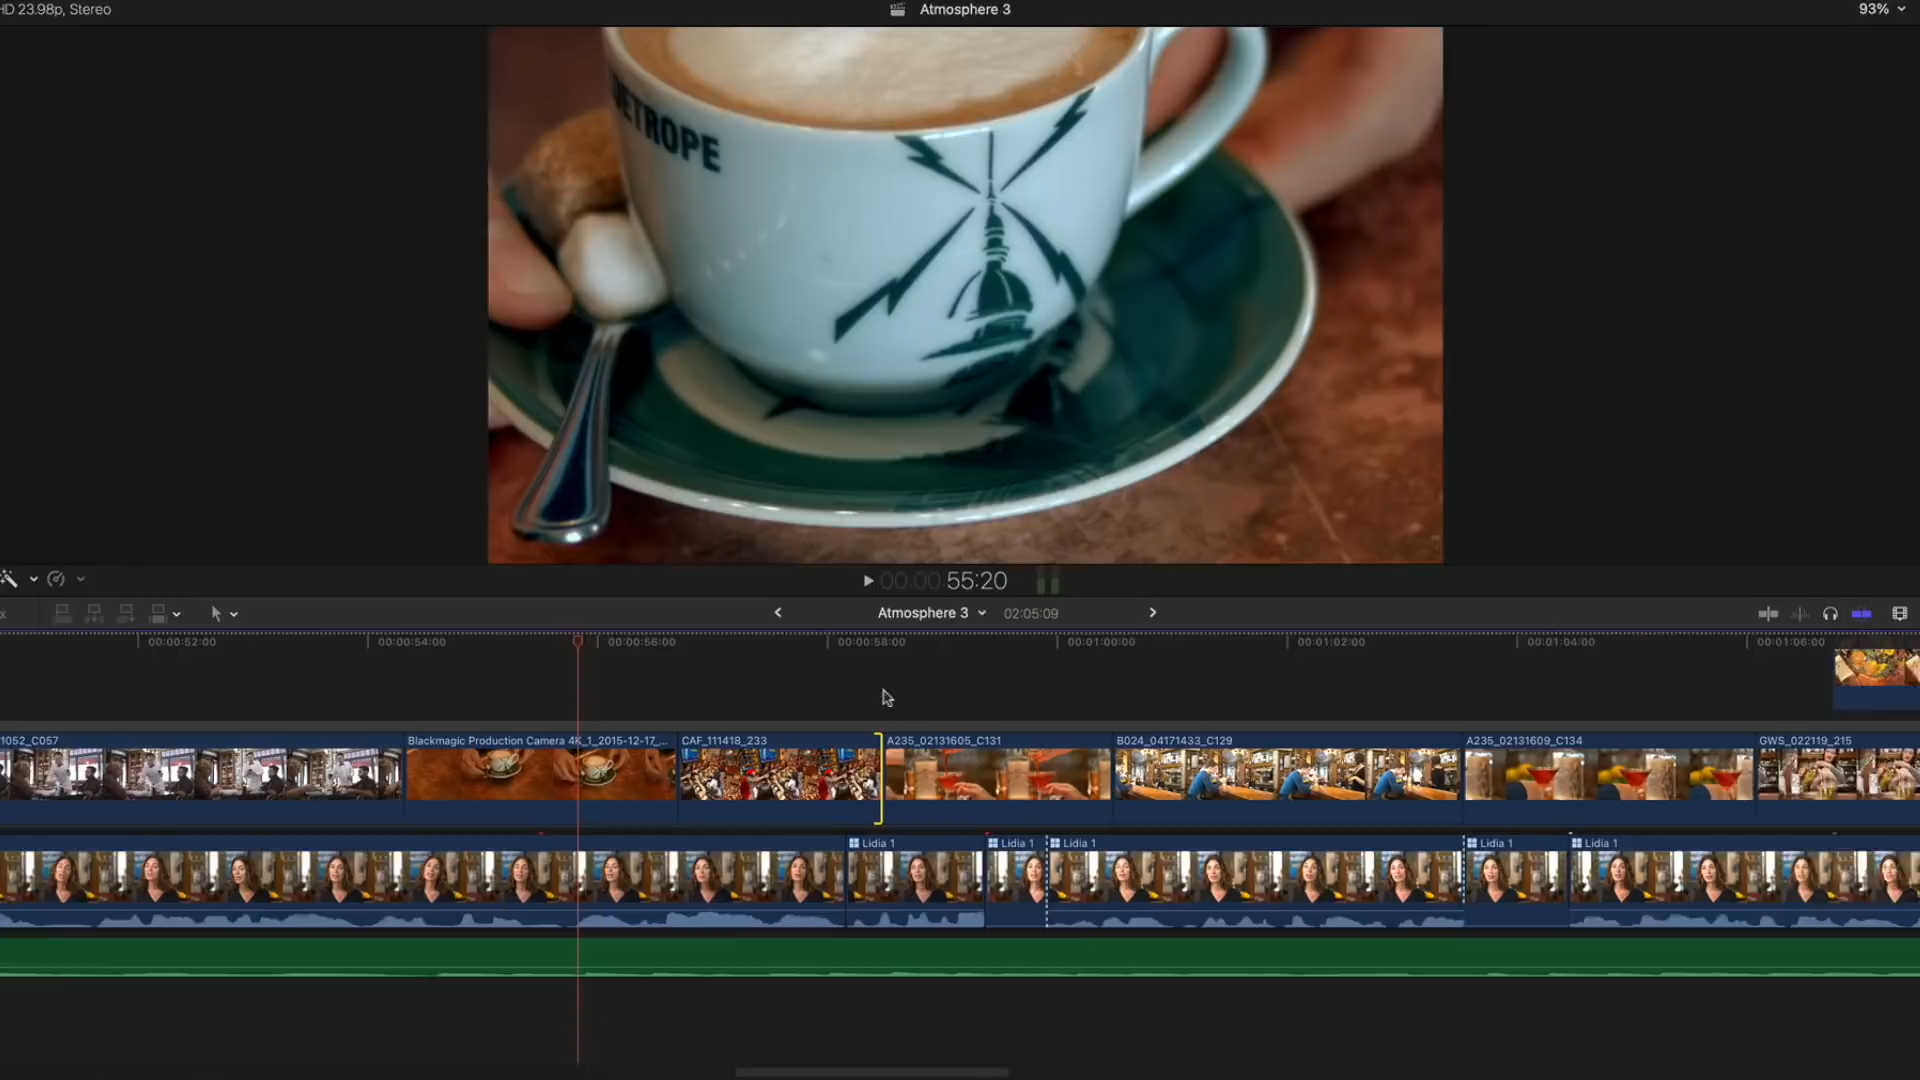 HD 23.98p, Stereo
Atmosphere 3
93%
ETROPE
00:00:55:20
Atmosphere 3
02:05:09
00:00:52:00
00:00:54:00
00:00:56:00
00:00:58:00
00:01:00:00
00:01:02:00
00:01:04:00
00:01:06:00
1052_C057
Blackmagic Production Camera 4K_1_2015-12-17_...
CAF_111418_233
A235_02131605_C131
B024_04171433_C129
A235_02131609_C134
GWS_022119_215
Lidia 1
Lidia 1
Lidia 1
Lidia 1
Lidia 1